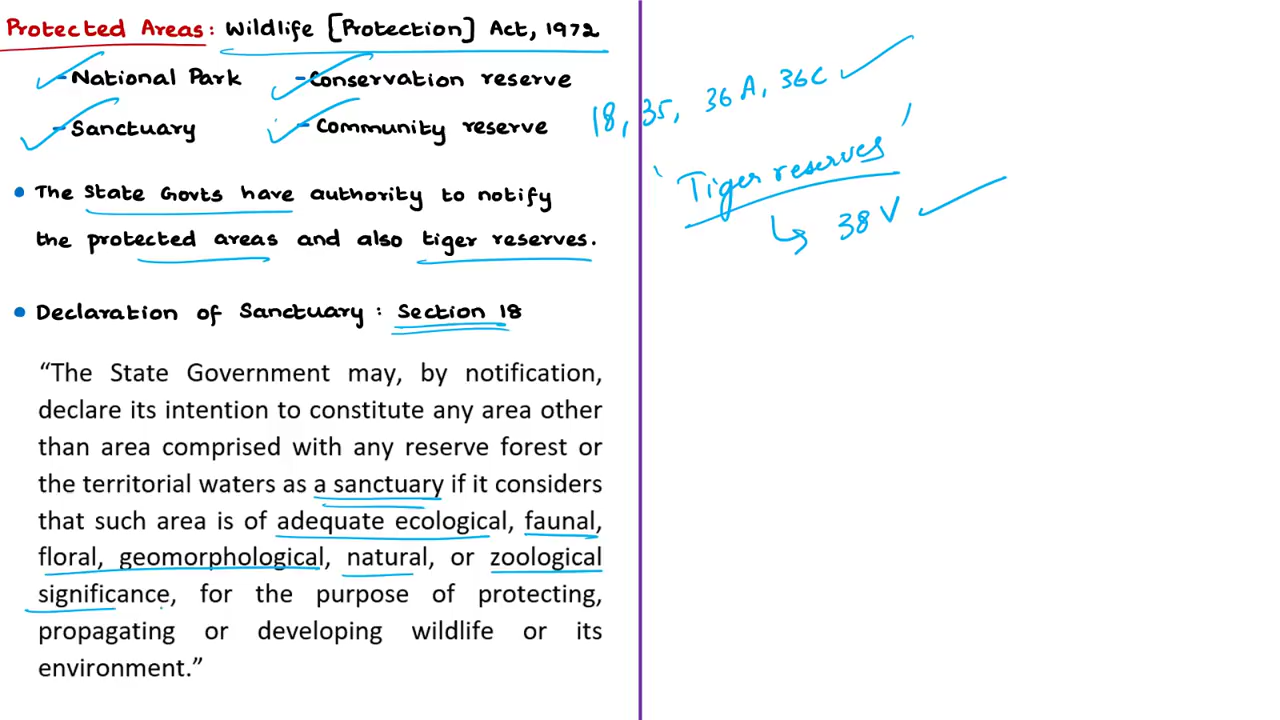 Protected Areas: Wildlife [Protection] Act, 1972
-National Park -Conservation reserve
-Sanctuary -Community reserve
• The State Govts have authority to notify
the protected areas and also tiger reserves.
• Declaration of Sanctuary: Section 18
“The State Government may, by notification,
declare its intention to constitute any area other
than area comprised with any reserve forest or
the territorial waters as a sanctuary if it considers
that such area is of adequate ecological, faunal,
floral, geomorphological, natural, or zoological
significance, for the purpose of protecting,
propagating or developing wildlife or its
environment.”
18, 35, 36A, 36C
'Tiger reserves'
↳ 38V